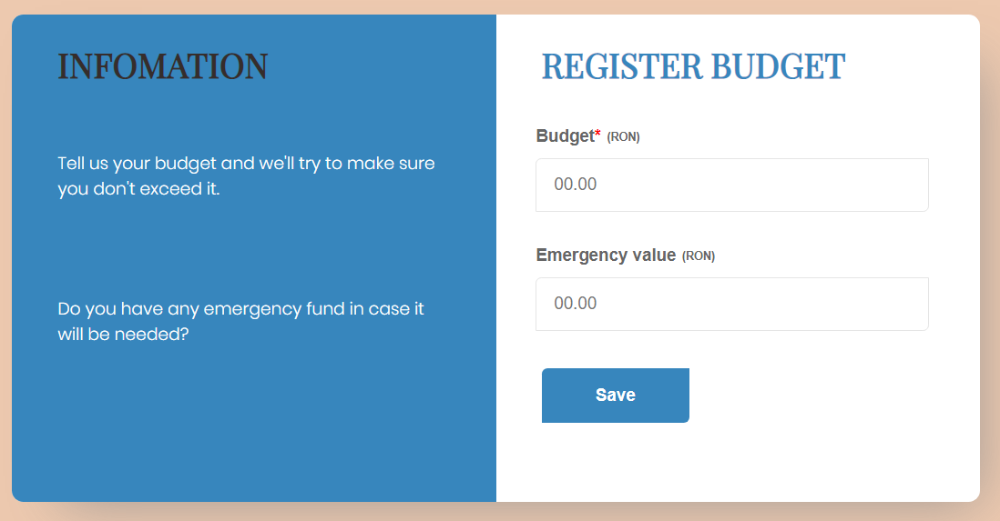 INFOMATION
Tell us your budget and we'll try to make sure
you don't exceed it.
Do you have any emergency fund in case it
will be needed?
REGISTER BUDGET
Budget* (RON)
00.00
Emergency value (RON)
00.00
Save